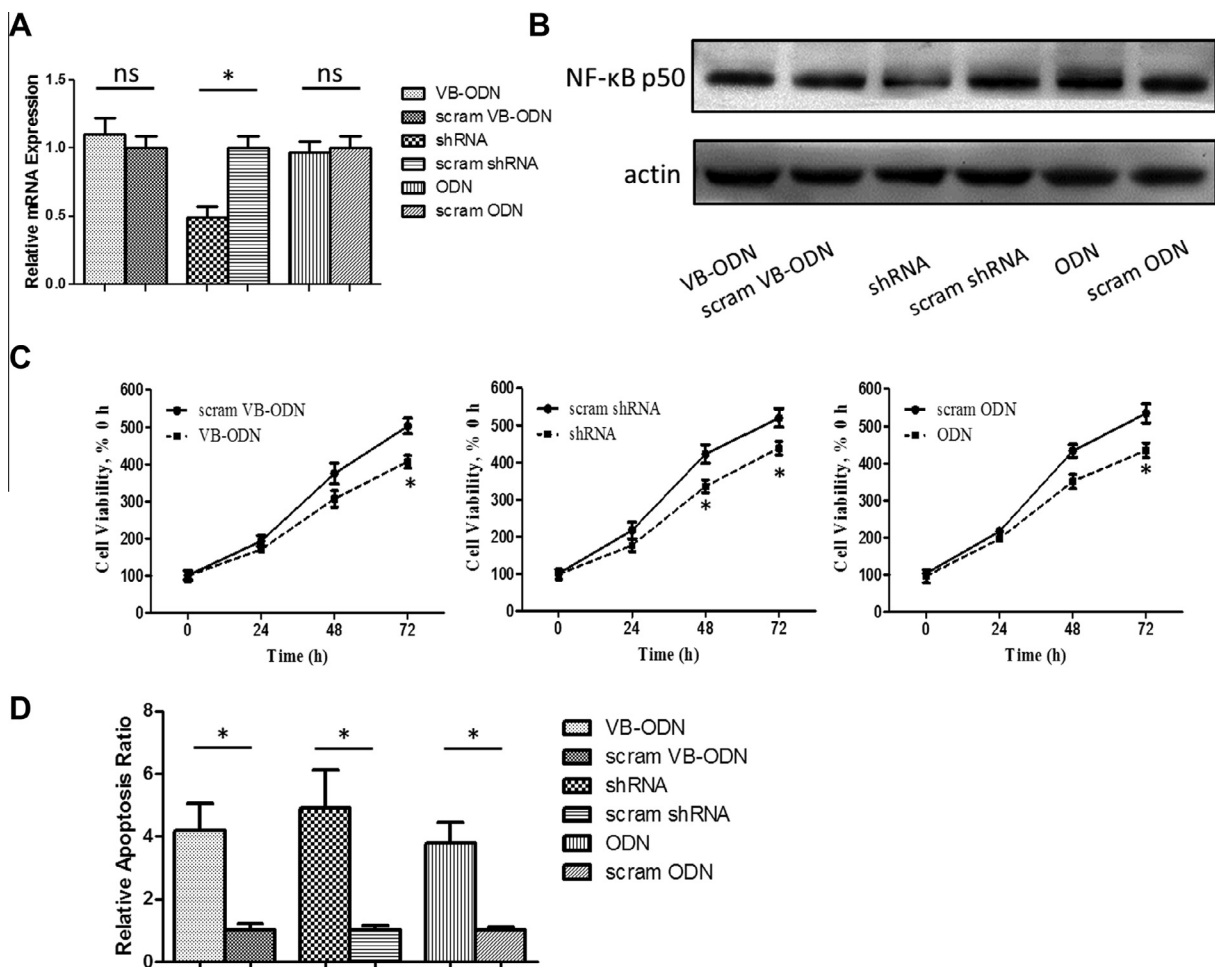 A
ns * ns
1.5
1.0
0.5
0.0
Relative mRNA Expression
VB-ODN
scram VB-ODN
shRNA
scram shRNA
ODN
scram ODN
B
NF-κB p50
actin
VB-ODN
scram VB-ODN
shRNA
scram shRNA
ODN
scram ODN
C
600
500
400
300
200
100
Cell Viability, % 0 h
scram VB-ODN
VB-ODN
*
0 24 48 72
Time (h)
600
500
400
300
200
100
0
Cell Viability, % 0 h
scram shRNA
shRNA
* *
0 24 48 72
Time (h)
600
500
400
300
200
100
0
Cell Viability, % 0 h
scram ODN
ODN
*
0 24 48 72
Time (h)
D
* * *
8
6
4
2
0
Relative Apoptosis Ratio
VB-ODN
scram VB-ODN
shRNA
scram shRNA
ODN
scram ODN